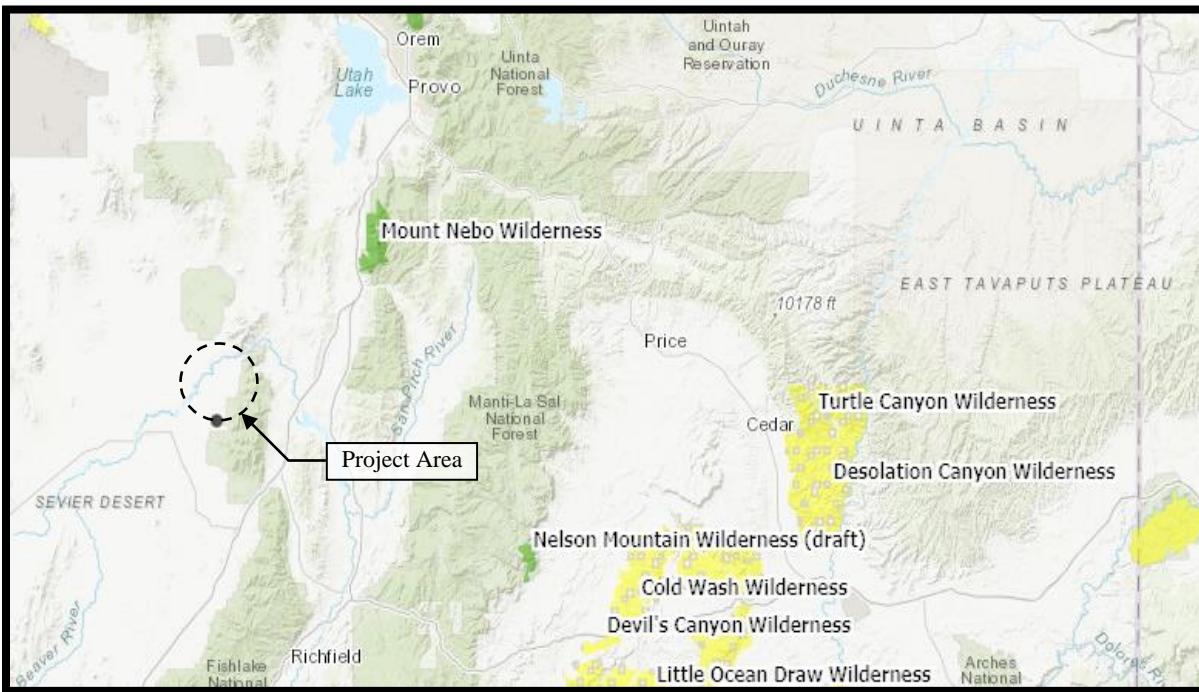 Orem
Uintah
and Ouray
Reservation
Uinta
National
Forest
Utah
Lake
Provo
Duchesne River
UINTA BASIN
Mount Nebo Wilderness
EAST TAVAPUTS PLATEAU
10178 ft
Price
San Pitch River
Manti-La Sal
National
Forest
Turtle Canyon Wilderness
Cedar
Project Area
Desolation Canyon Wilderness
SEVIER DESERT
Nelson Mountain Wilderness (draft)
Cold Wash Wilderness
Devil's Canyon Wilderness
Beaver River
Fishlake
National
Richfield
Little Ocean Draw Wilderness
Arches
National
Dolores